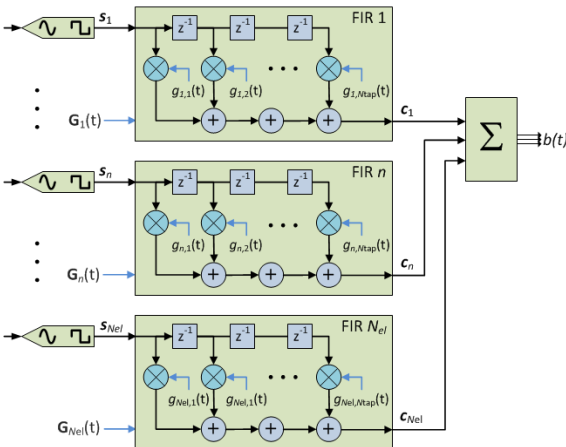 s1 FIR 1
z-1 z-1 z-1
g1,1(t) g1,2(t) g1,Ntap(t)
G1(t) + + + c1
Σ b(t)
sn FIR n
z-1 z-1 z-1
gn,1(t) gn,2(t) gn,Ntap(t)
Gn(t) + + + cn
sNel FIR Nel
z-1 z-1 z-1
gNel,1(t) gNel,1(t) gNel,Ntap(t)
GNel(t) + + + cNel